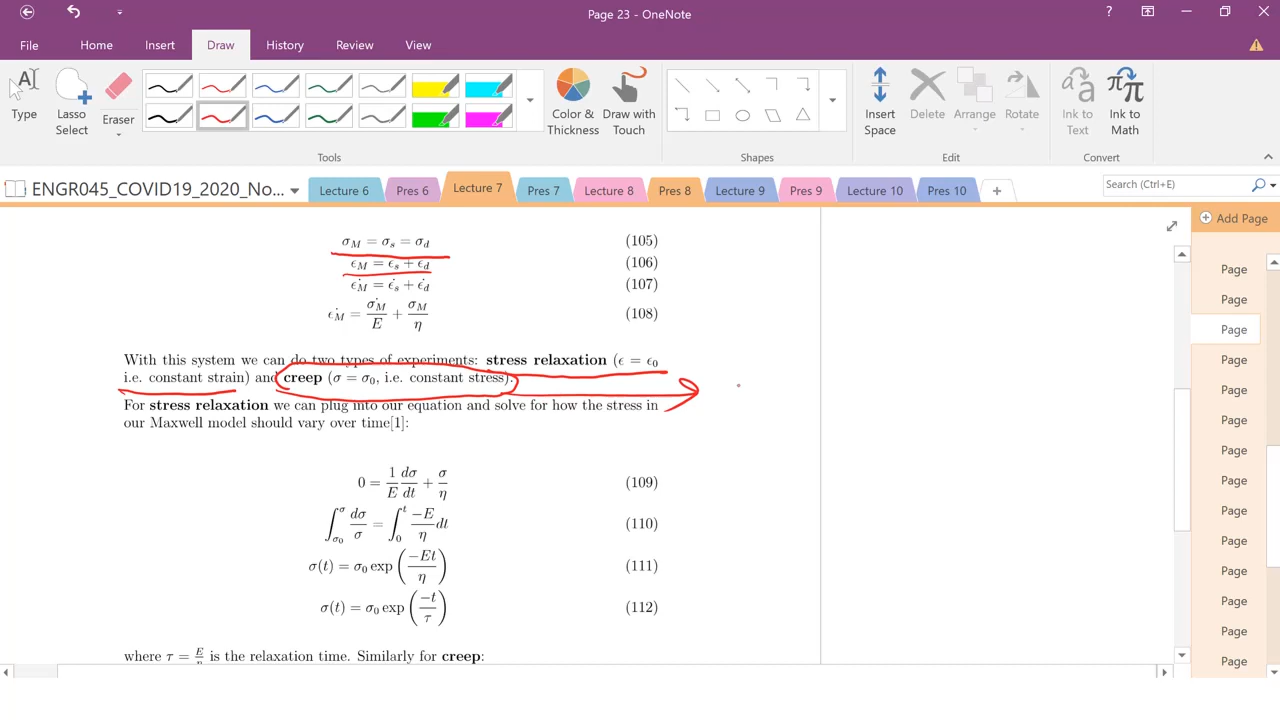 Page 23 - OneNote
File Home Insert Draw History Review View
Type
Lasso Select
Eraser
Color & Thickness
Draw with Touch
Insert Space
Delete
Arrange
Rotate
Ink to Text
Ink to Math
Tools Shapes Edit Convert
ENGR045_COVID19_2020_No... Lecture 6 Pres 6 Lecture 7 Pres 7 Lecture 8 Pres 8 Lecture 9 Pres 9 Lecture 10 Pres 10 + Search (Ctrl+E)
Add Page
σ_M = σ_s = σ_d (105)
ϵ_M = ϵ_s + ϵ_d (106)
ϵ̇_M = ϵ̇_s + ϵ̇_d (107)
ϵ̇_M = σ̇_M/E + σ_M/η (108)
With this system we can do two types of experiments: stress relaxation (ϵ = ϵ₀
i.e. constant strain) and creep (σ = σ₀, i.e. constant stress).
For stress relaxation we can plug into our equation and solve for how the stress in
our Maxwell model should vary over time[1]:
0 = 1/E dσ/dt + σ/η (109)
∫_σ₀^σ dσ/σ = ∫_0^t -E/η dt (110)
σ(t) = σ₀ exp(-Et/η) (111)
σ(t) = σ₀ exp(-t/τ) (112)
where τ = E/η is the relaxation time. Similarly for creep:
Page
Page
Page
Page
Page
Page
Page
Page
Page
Page
Page
Page
Page
Page